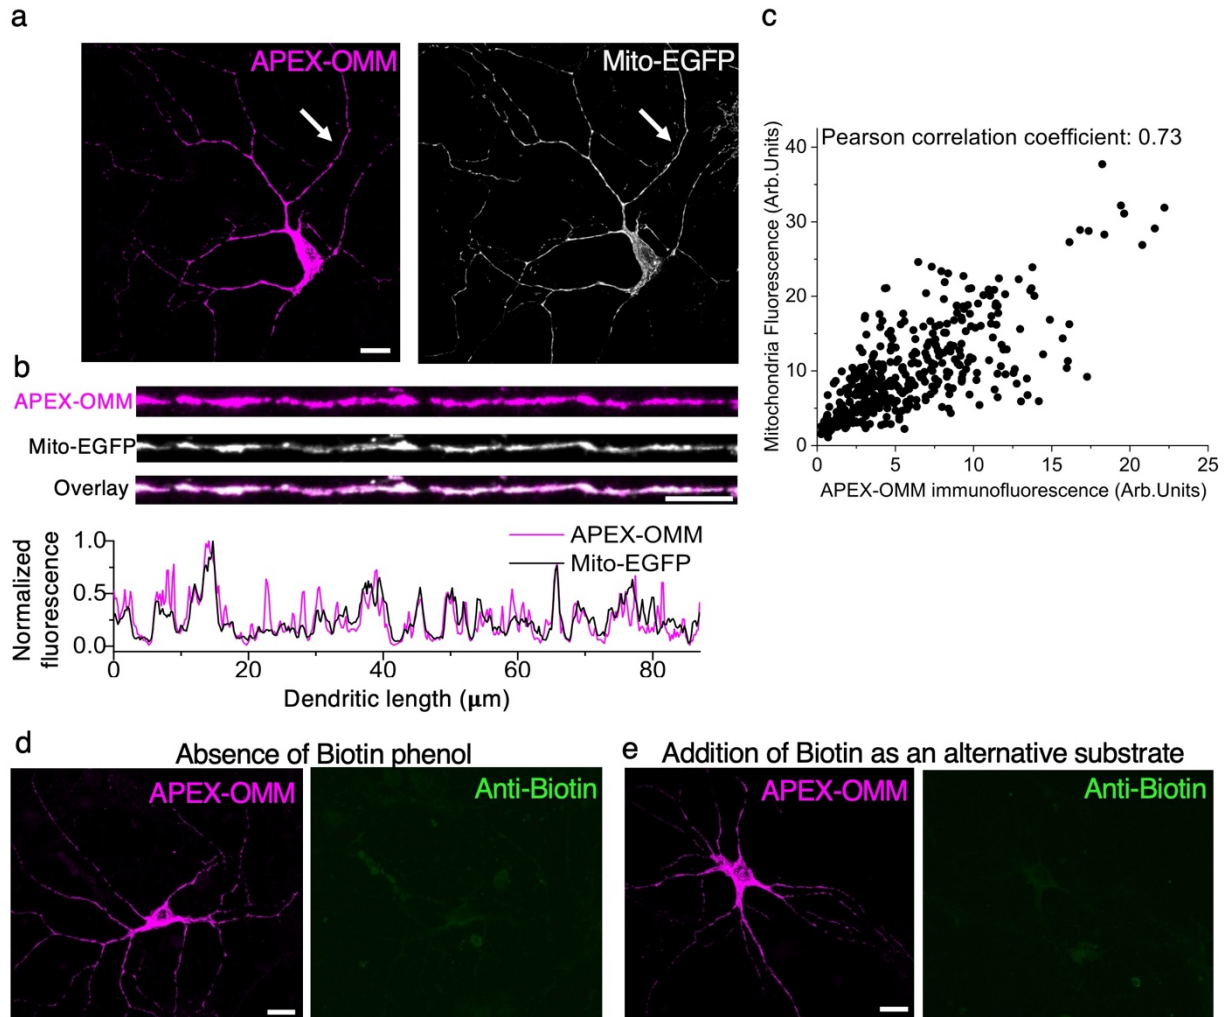 a
APEX-OMM
Mito-EGFP
b
APEX-OMM
Mito-EGFP
Overlay
Normalized
fluorescence
1.0
0.5
0.0
APEX-OMM
Mito-EGFP
0 20 40 60 80
Dendritic length (μm)
c
Pearson correlation coefficient: 0.73
Mitochondria Fluorescence (Arb.Units)
40
30
20
10
0
0 5 10 15 20 25
APEX-OMM immunofluorescence (Arb.Units)
d
Absence of Biotin phenol
APEX-OMM
Anti-Biotin
e
Addition of Biotin as an alternative substrate
APEX-OMM
Anti-Biotin